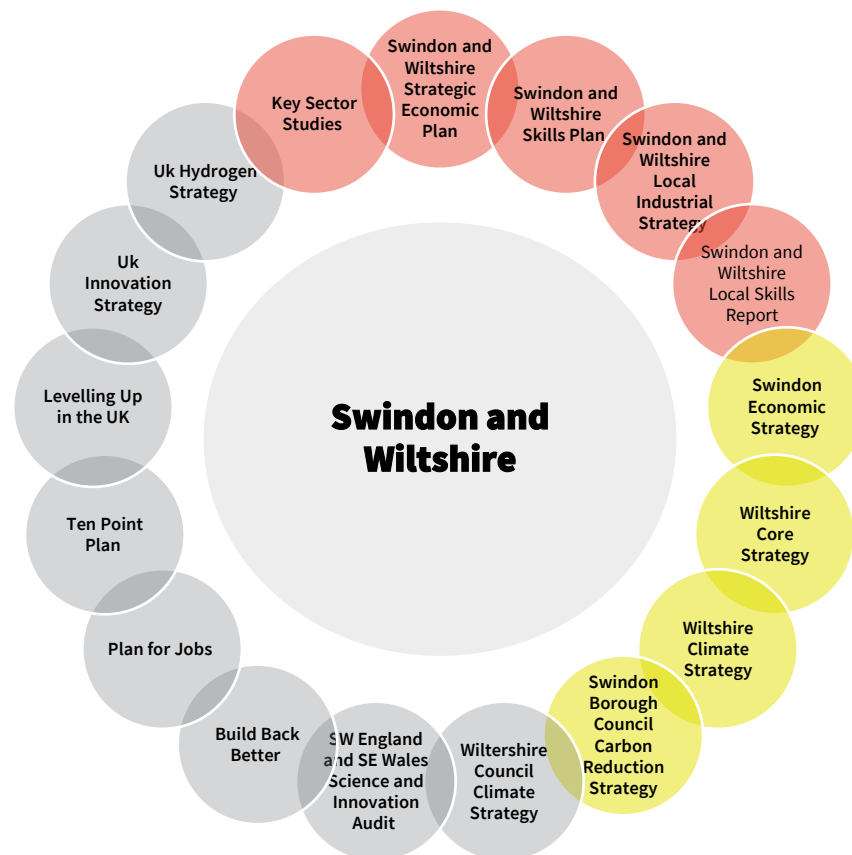 Swindon and
Wiltshire
Strategic
Economic
Plan
Swindon and
Wiltshire
Skills Plan
Swindon and
Wiltshire
Local
Industrial
Strategy
Swindon and
Wiltshire
Local Skills
Report
Swindon
Economic
Strategy
Wiltshire
Core
Strategy
Wiltshire
Climate
Strategy
Swindon
Borough
Council
Carbon
Reduction
Strategy
Wiltershire
Council
Climate
Strategy
SW England
and SE Wales
Science and
Innovation
Audit
Build Back
Better
Plan for Jobs
Ten Point
Plan
Levelling Up
in the UK
Uk
Innovation
Strategy
Uk Hydrogen
Strategy
Key Sector
Studies
Swindon and
Wiltshire